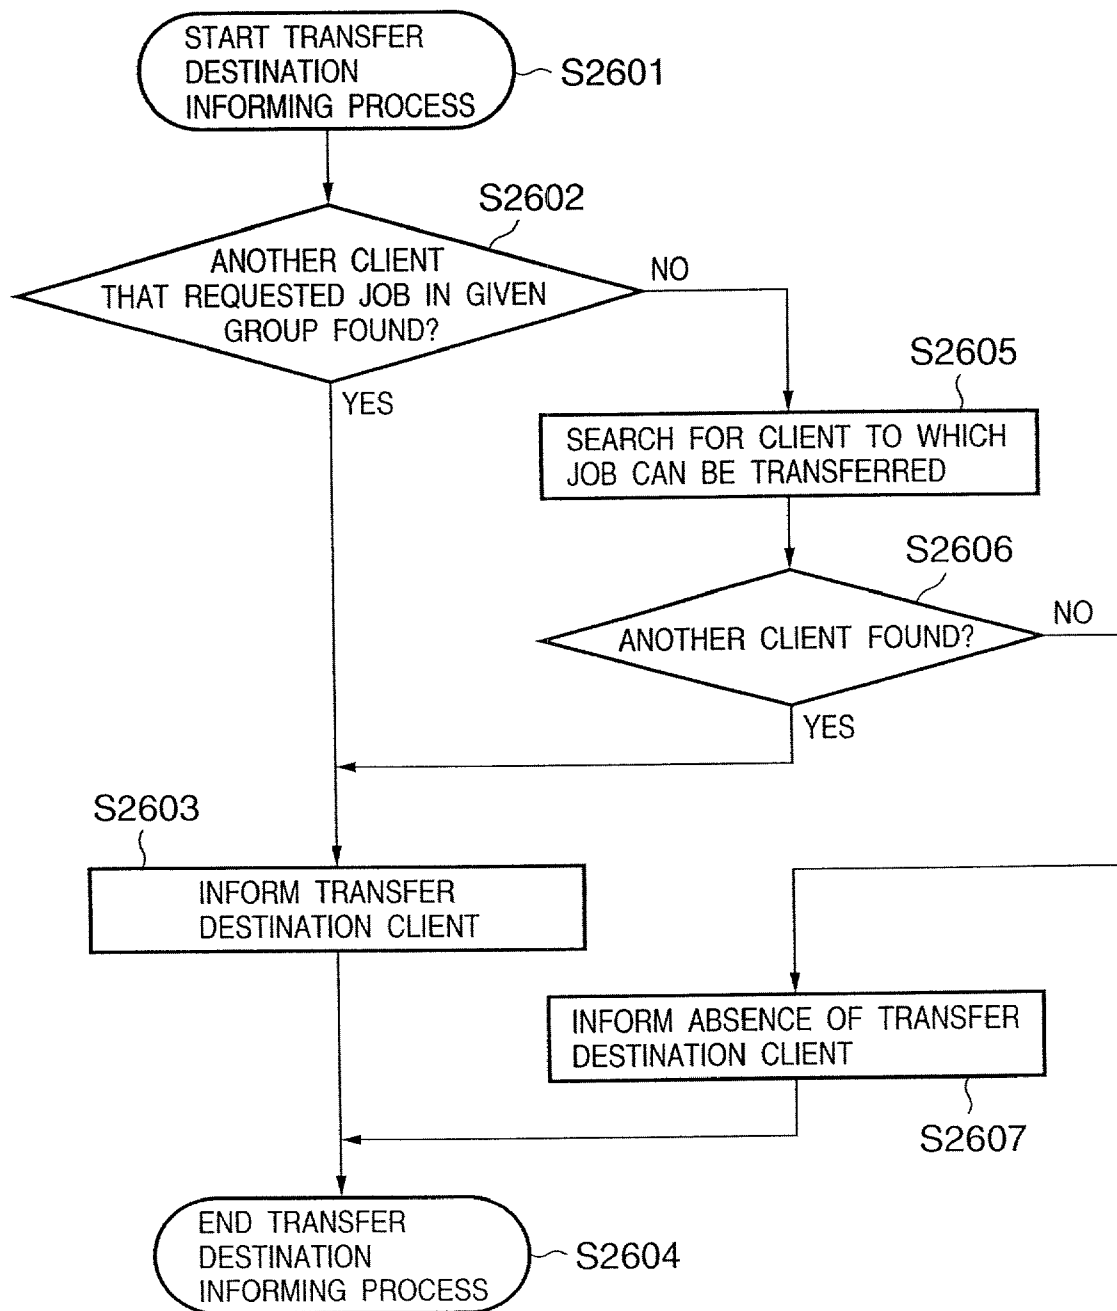 START TRANSFER
DESTINATION
INFORMING PROCESS
S2601
S2602
ANOTHER CLIENT
THAT REQUESTED JOB IN GIVEN
GROUP FOUND?
NO
YES
S2605
SEARCH FOR CLIENT TO WHICH
JOB CAN BE TRANSFERRED
S2606
ANOTHER CLIENT FOUND?
NO
YES
S2603
INFORM TRANSFER
DESTINATION CLIENT
INFORM ABSENCE OF TRANSFER
DESTINATION CLIENT
S2607
END TRANSFER
DESTINATION
INFORMING PROCESS
S2604